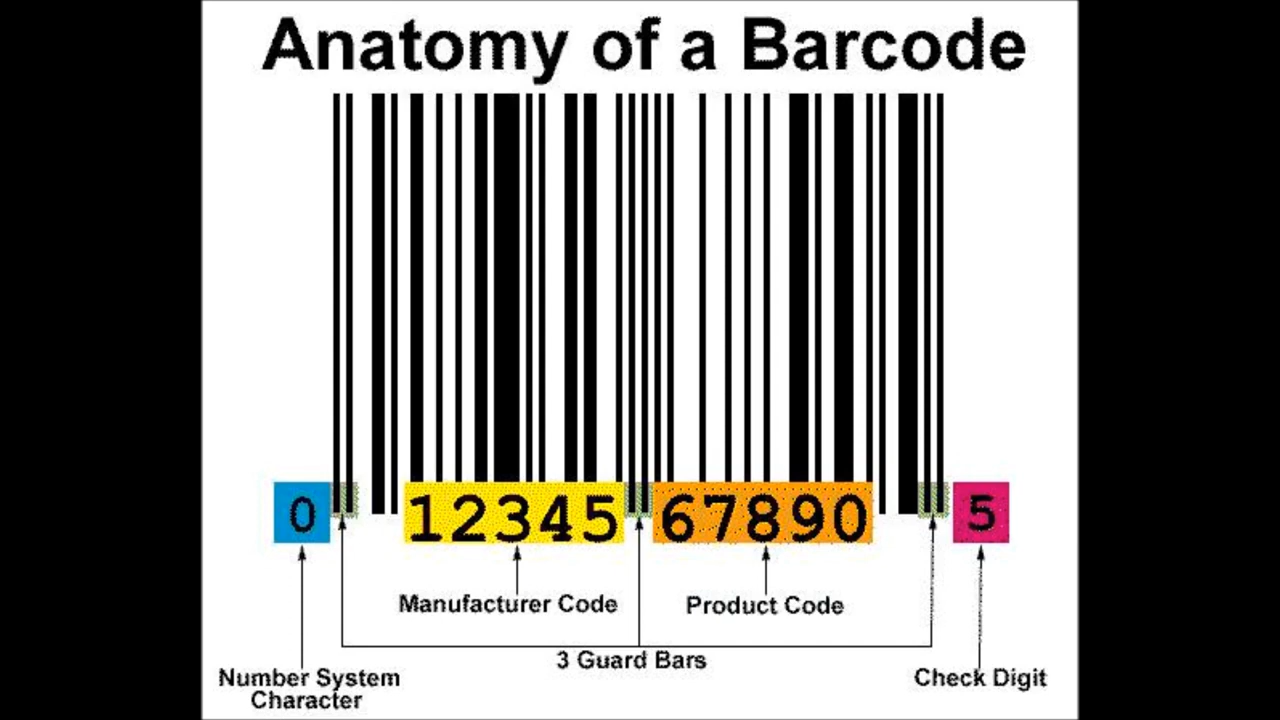 Anatomy of a Barcode
0 12345 67890 5
Manufacturer Code Product Code
3 Guard Bars
Number System Character
Check Digit